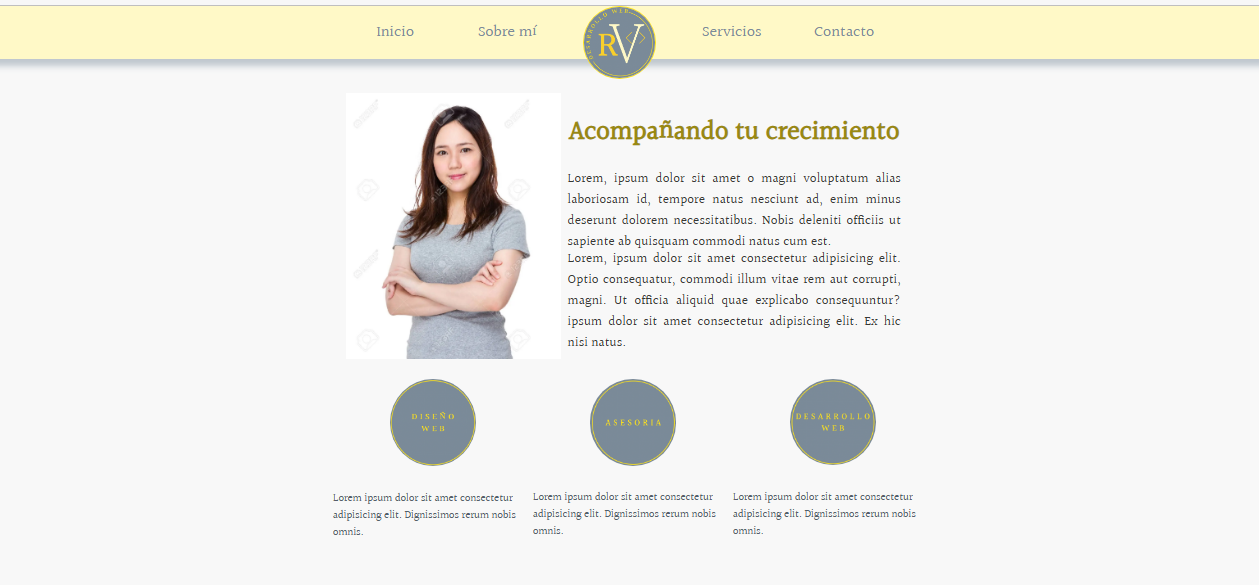 Inicio
Sobre mí
DESARROLLO WEB
RV
Servicios
Contacto
Acompañando tu crecimiento
Lorem, ipsum dolor sit amet o magni voluptatum alias
laboriosam id, tempore natus nesciunt ad, enim minus
deserunt dolorem necessitatibus. Nobis deleniti officiis ut
sapiente ab quisquam commodi natus cum est.
Lorem, ipsum dolor sit amet consectetur adipisicing elit.
Optio consequatur, commodi illum vitae rem aut corrupti,
magni. Ut officia aliquid quae explicabo consequuntur?
ipsum dolor sit amet consectetur adipisicing elit. Ex hic
nisi natus.
DISEÑO
WEB
ASESORIA
DESARROLLO
WEB
Lorem ipsum dolor sit amet consectetur
adipisicing elit. Dignissimos rerum nobis
omnis.
Lorem ipsum dolor sit amet consectetur
adipisicing elit. Dignissimos rerum nobis
omnis.
Lorem ipsum dolor sit amet consectetur
adipisicing elit. Dignissimos rerum nobis
omnis.